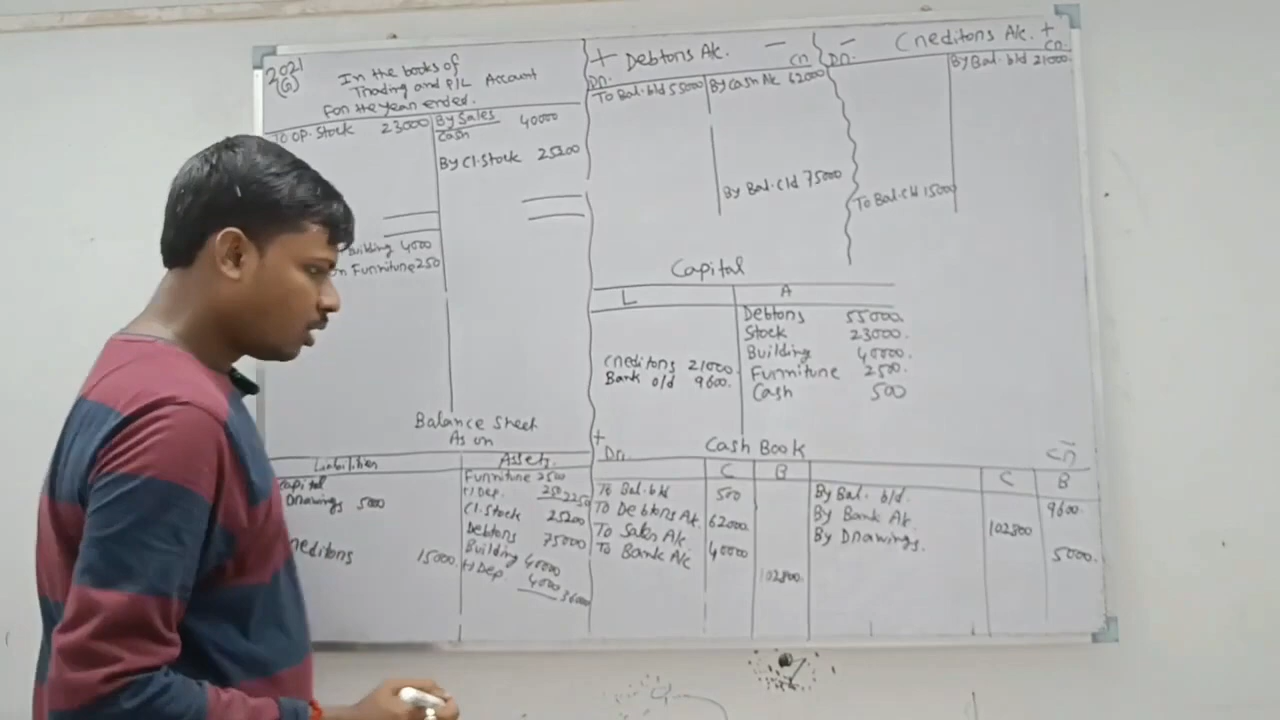 2021
(G)
In the books of
Trading and P/L Account
For the year ended.
To OP. Stock 23000
By Sales
Cash 40000
By Cl. Stock 25200
Building 4000
on Furniture 250
+ Debtors A/c. -
Dr. Cr.
To Bal. b/d 55000
By Cash A/c 62000
By Bal. c/d 75000
- Creditors A/c. +
Dr. Cr.
By Bal. b/d 21000
To Bal. c/d 15000
Capital
L A
Creditors 21000.
Bank o/d 9600.
Debtors 55000.
Stock 23000.
Building 40000.
Furniture 2500.
Cash 500
Balance Sheet
As on
Liabilities Assets.
Capital
Drawings 5000
Creditors 15000.
Furniture 2500
(-) Dep. 250 2250
Cl. Stock 25200
Debtors 75000
Building 40000
(-) Dep. 4000 36000
+ Cash Book -
Dr. Cr.
C B C B
To Bal. b/d 500
To Debtors A/c. 62000
To Sales A/c 40000
To Bank A/c 102800.
By Bal. b/d. 9600.
By Bank A/c. 102800
By Drawings. 5000.